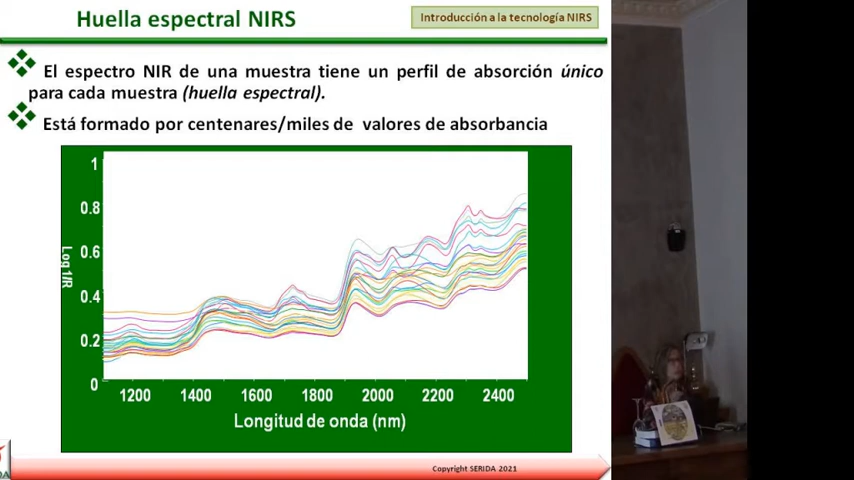 Huella espectral NIRS
Introducción a la tecnología NIRS
El espectro NIR de una muestra tiene un perfil de absorción único
para cada muestra (huella espectral).
Está formado por centenares/miles de valores de absorbancia
1
0.8
0.6
0.4
0.2
0
Log1/R
1200 1400 1600 1800 2000 2200 2400
Longitud de onda (nm)
Copyright SERIDA 2021